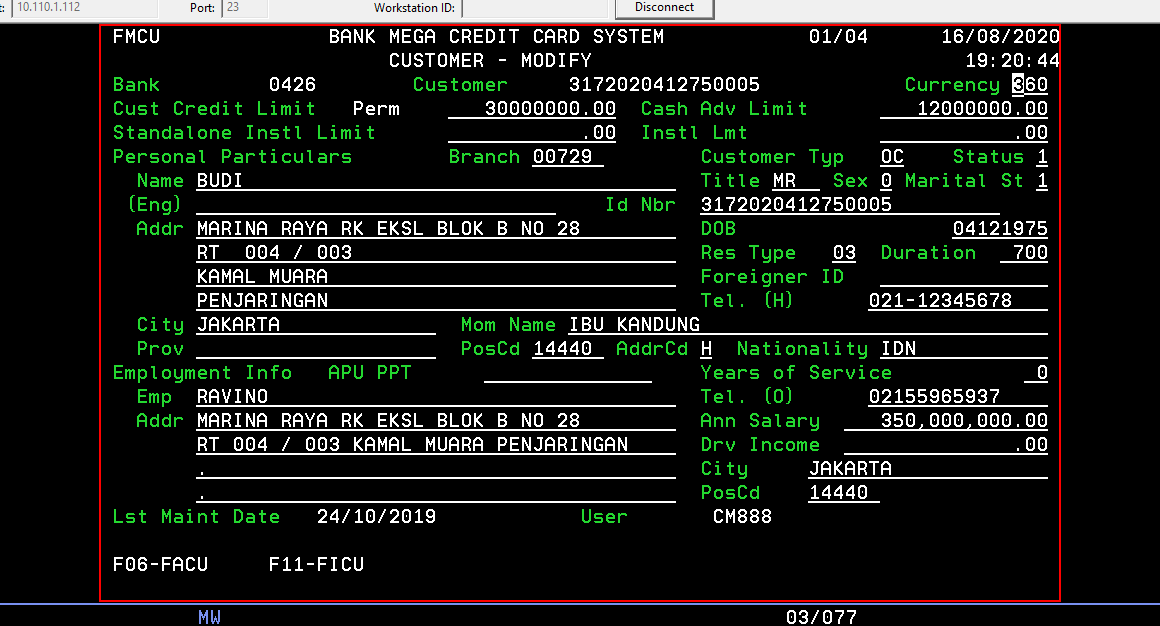 t: 10.110.1.112 Port: 23 Workstation ID: Disconnect
FMCU BANK MEGA CREDIT CARD SYSTEM 01/04 16/08/2020
CUSTOMER - MODIFY 19:20:44
Bank 0426 Customer 3172020412750005 Currency 360
Cust Credit Limit Perm 30000000.00 Cash Adv Limit 12000000.00
Standalone Instl Limit .00 Instl Lmt .00
Personal Particulars Branch 00729 Customer Typ OC Status 1
Name BUDI Title MR Sex 0 Marital St 1
(Eng) Id Nbr 3172020412750005
Addr MARINA RAYA RK EKSL BLOK B NO 28 DOB 04121975
RT 004 / 003 Res Type 03 Duration 700
KAMAL MUARA Foreigner ID
PENJARINGAN Tel. (H) 021-12345678
City JAKARTA Mom Name IBU KANDUNG
Prov PosCd 14440 AddrCd H Nationality IDN
Employment Info APU PPT Years of Service 0
Emp RAVINO Tel. (O) 02155965937
Addr MARINA RAYA RK EKSL BLOK B NO 28 Ann Salary 350,000,000.00
RT 004 / 003 KAMAL MUARA PENJARINGAN Drv Income .00
. City JAKARTA
. PosCd 14440
Lst Maint Date 24/10/2019 User CM888
F06-FACU F11-FICU
MW 03/077